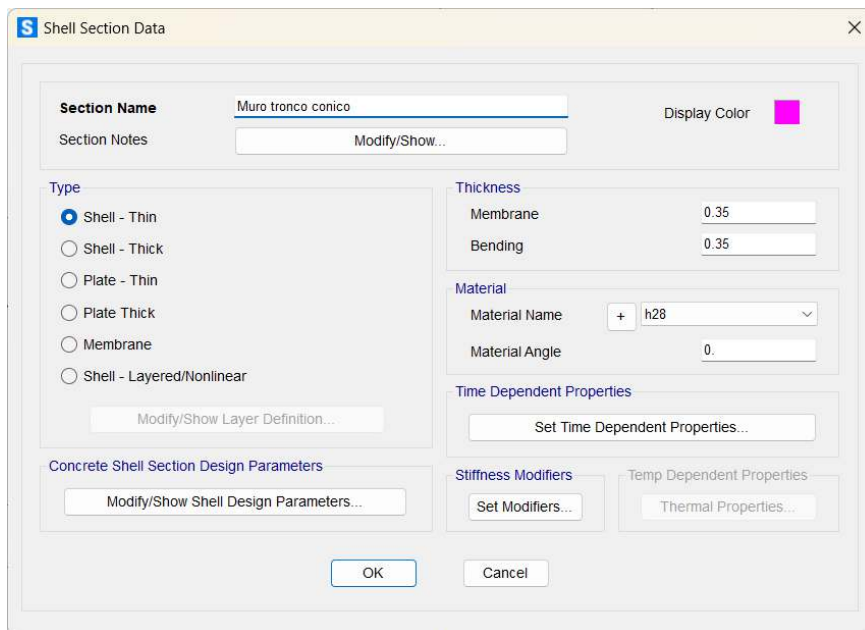 S Shell Section Data
Section Name Muro tronco conico Display Color
Section Notes Modify/Show...
Type
Shell - Thin
Shell - Thick
Plate - Thin
Plate Thick
Membrane
Shell - Layered/Nonlinear
Modify/Show Layer Definition...
Concrete Shell Section Design Parameters
Modify/Show Shell Design Parameters...
Thickness
Membrane 0.35
Bending 0.35
Material
Material Name + h28
Material Angle 0.
Time Dependent Properties
Set Time Dependent Properties...
Stiffness Modifiers
Set Modifiers...
Temp Dependent Properties
Thermal Properties...
OK Cancel